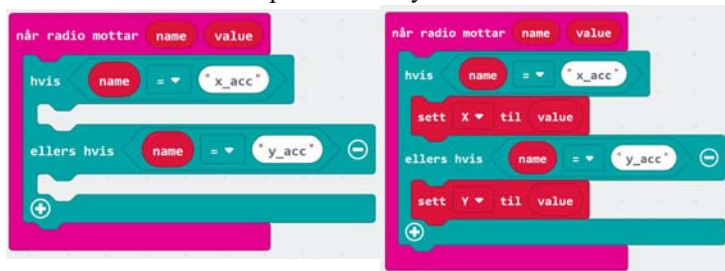 når radio mottar name value
hvis name = "x_acc"
ellers hvis name = "y_acc"
når radio mottar name value
hvis name = "x_acc"
sett X til value
ellers hvis name = "y_acc"
sett Y til value